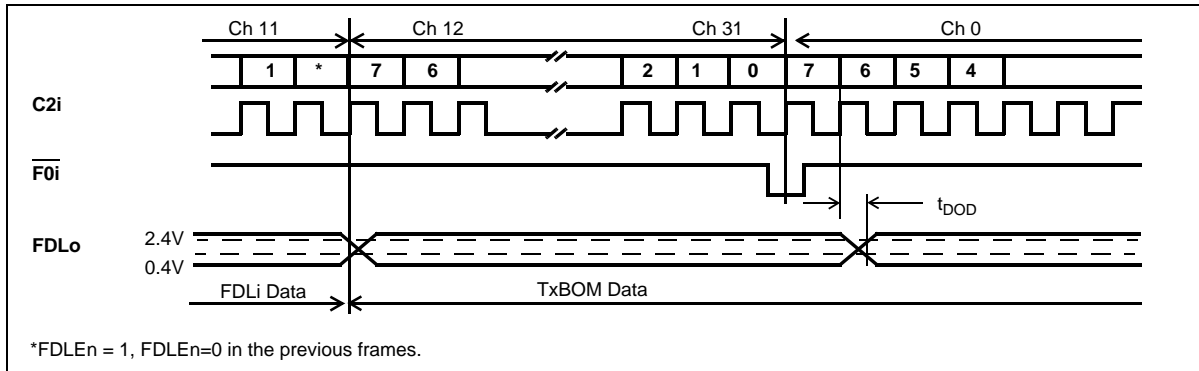 Ch 11 Ch 12 Ch 31 Ch 0
1 * 7 6 2 1 0 7 6 5 4
C2i
F0i
tDOD
FDLo 2.4V
0.4V
FDLi Data TxBOM Data
*FDLEn = 1, FDLEn=0 in the previous frames.